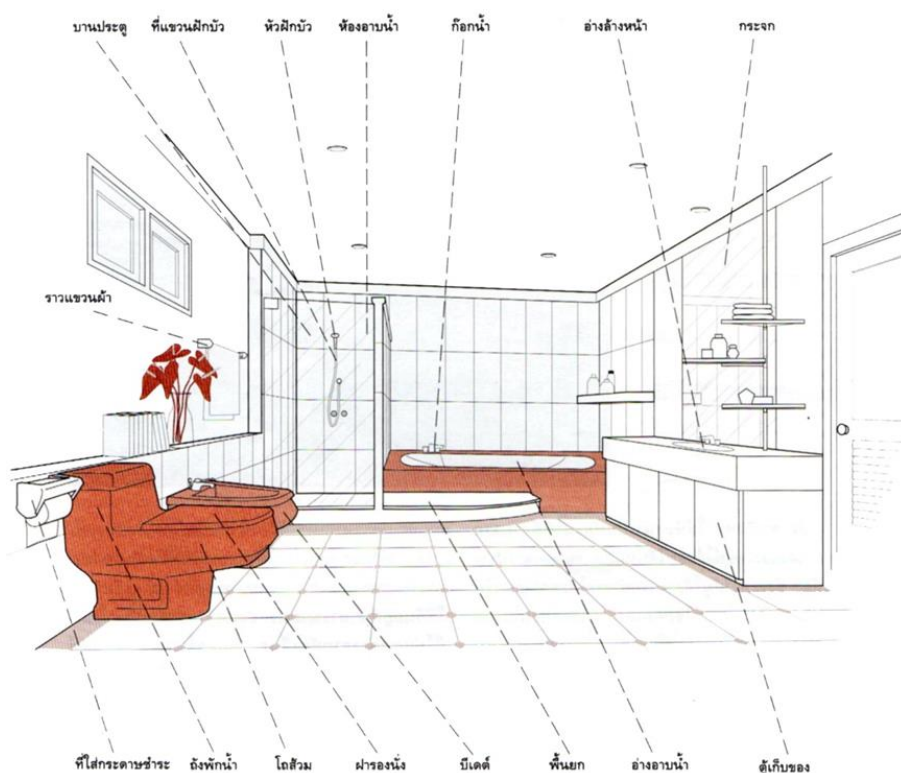 บานประตู ที่แขวนฝักบัว หัวฝักบัว ห้องอาบน้ำ ก๊อกน้ำ อ่างล้างหน้า กระจก
ราวแขวนผ้า
ที่ใส่กระดาษชำระ ถังพักน้ำ โถส้วม ฝารองนั่ง บีเดต์ พื้นยก อ่างอาบน้ำ ตู้เก็บของ